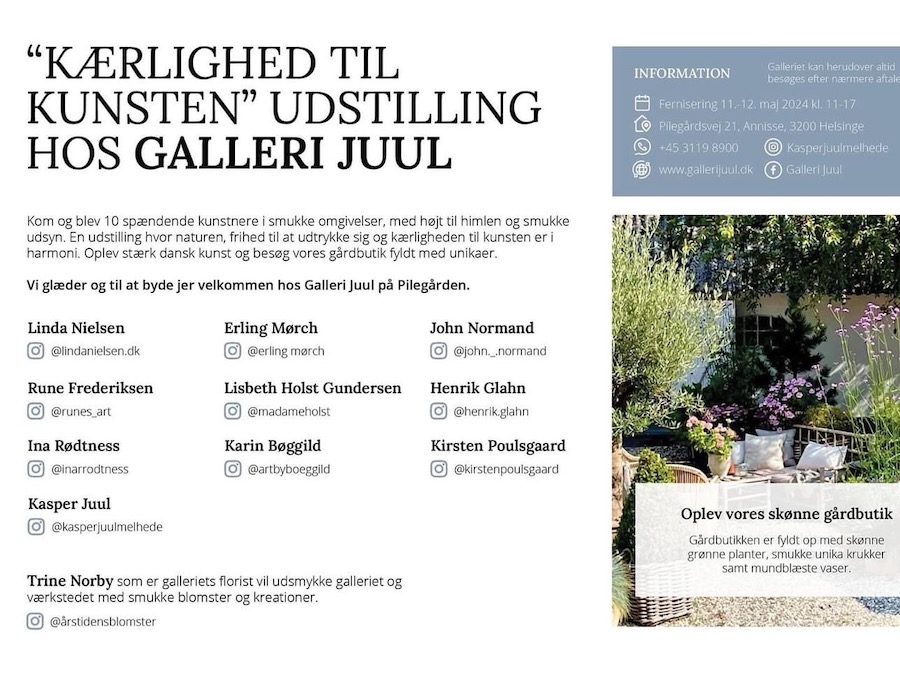 “KÆRLIGHED TIL
KUNSTEN” UDSTILLING
HOS GALLERI JUUL
Kom og blev 10 spændende kunstnere i smukke omgivelser, med højt til himlen og smukke
udsyn. En udstilling hvor naturen, frihed til at udtrykke sig og kærligheden til kunsten er i
harmoni. Oplev stærk dansk kunst og besøg vores gårdbutik fyldt med unikaer.
Vi glæder og til at byde jer velkommen hos Galleri Juul på Pilegården.
Linda Nielsen
@lindanielsen.dk
Erling Mørch
@erling mørch
John Normand
@john._.normand
Rune Frederiksen
@runes_art
Lisbeth Holst Gundersen
@madameholst
Henrik Glahn
@henrik.glahn
Ina Rødtness
@inarrodtness
Karin Bøggild
@artbyboeggild
Kirsten Poulsgaard
@kirstenpoulsgaard
Kasper Juul
@kasperjuulmelhede
Trine Norby som er galleriets florist vil udsmykke galleriet og
værkstedet med smukke blomster og kreationer.
@årstidensblomster
INFORMATION
Galleriet kan herudover altid
besøges efter nærmere aftale
Fernisering 11.-12. maj 2024 kl. 11-17
Pilegårdsvej 21, Annisse, 3200 Helsinge
+45 3119 8900
Kasperjuulmelhede
www.gallerijuul.dk
Galleri Juul
Oplev vores skønne gårdbutik
Gårdbutikken er fyldt op med skønne
grønne planter, smukke unika krukker
samt mundblæste vaser.